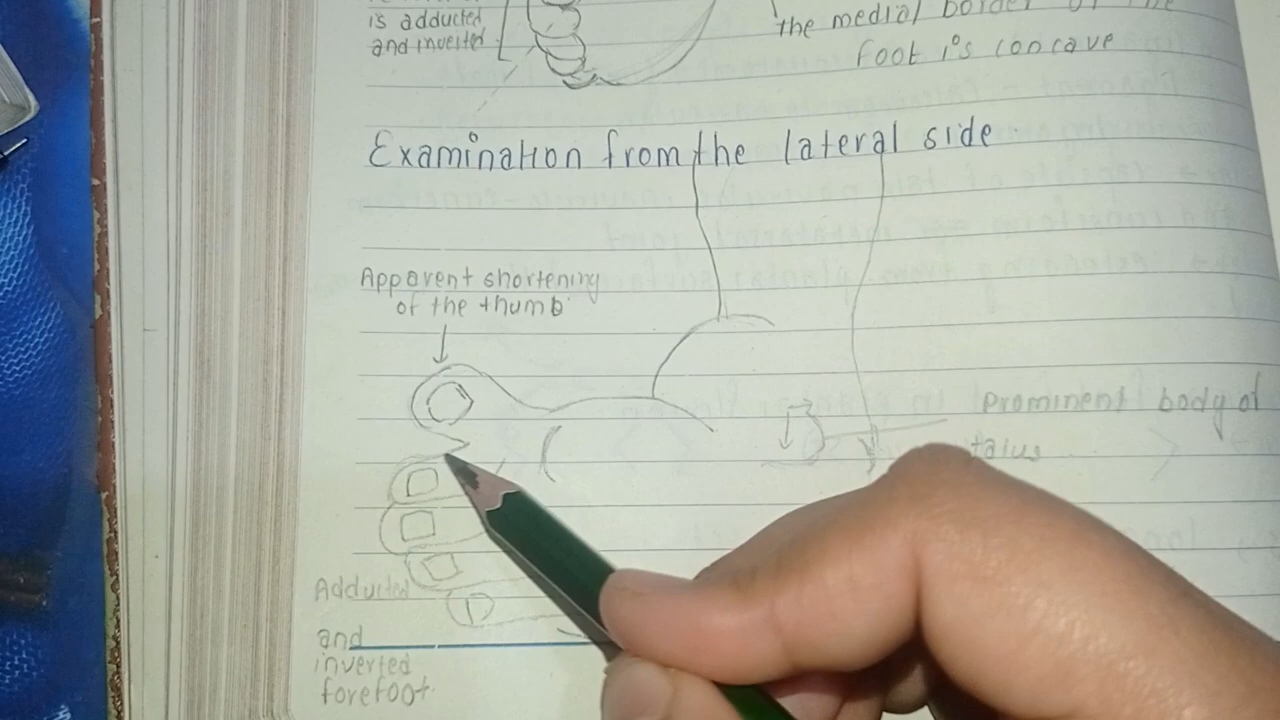 is adducted
and inverted
the medial border of the
foot is concave
Examination from the lateral side
Apparent shortening
of the thumb
Prominent body of
talus
Adducted
and
inverted
forefoot.